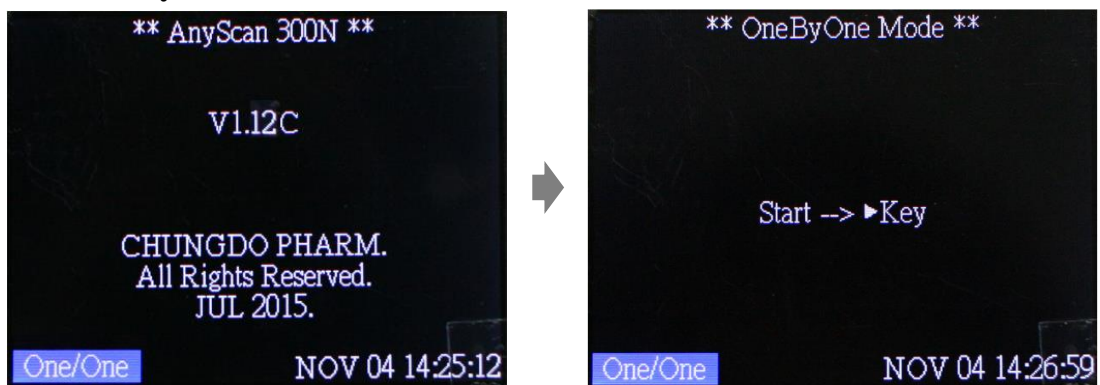 ** AnyScan 300N **
V1.12C
CHUNGDO PHARM.
All Rights Reserved.
JUL 2015.
One/One NOV 04 14:25:12
** OneByOne Mode **
Start --> ►Key
One/One NOV 04 14:26:59